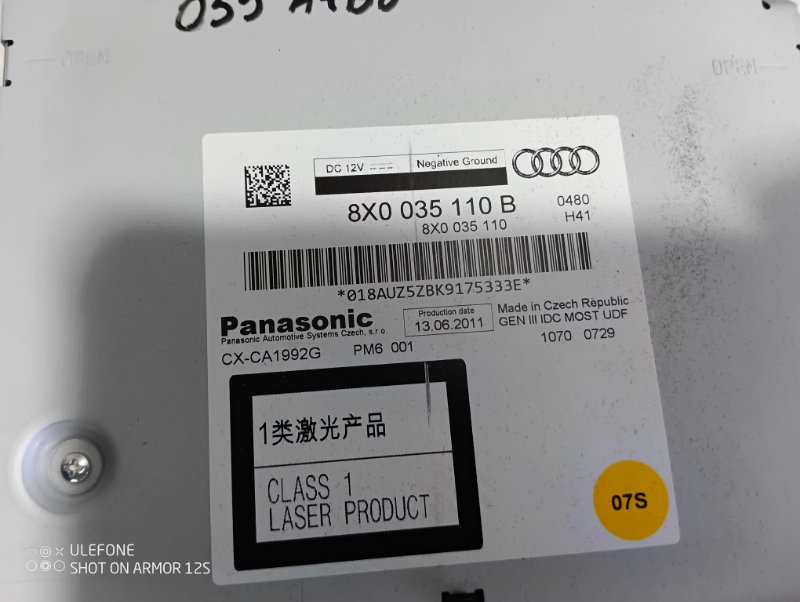 OPEN
OPEN
DC 12V Negative Ground
8X0 035 110 B
0480
8X0 035 110
H41
*018AUZ5ZBK9175333E*
Panasonic
Panasonic Automotive Systems Czech, s.r.o.
Production date
13.06.2011
Made in Czech Republic
GEN III IDC MOST UDF
CX-CA1992G PM6 001
1070 0729
1类激光产品
CLASS 1
LASER PRODUCT
07S
ULEFONE
SHOT ON ARMOR 12S